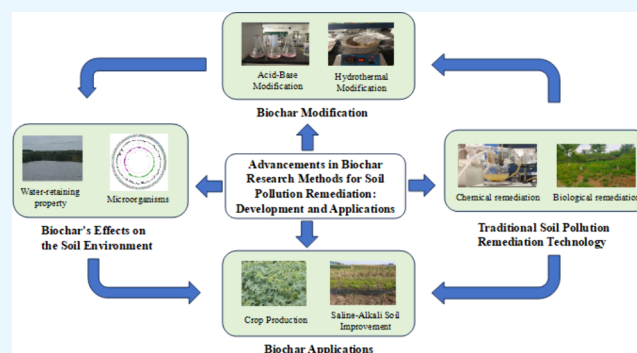 Acid-Base
Modification
Hydrothermal
Modification
Biochar Modification
Water-retaining
property
Microorganisms
Biochar's Effects on
the Soil Environment
Advancements in Biochar
Research Methods for Soil
Pollution Remediation:
Development and Applications
Chemical remediation
Biological remediation
Traditional Soil Pollution
Remediation Technology
Crop Production
Saline-Alkali Soil
Improvement
Biochar Applications